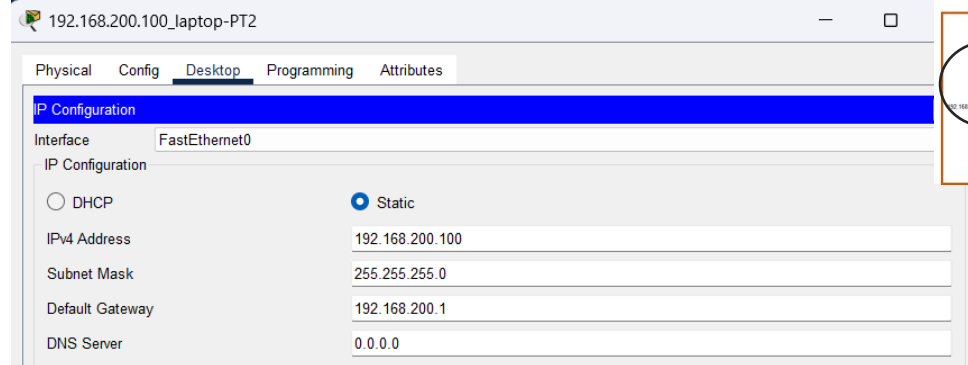 192.168.200.100_laptop-PT2
Physical Config Desktop Programming Attributes
IP Configuration
Interface FastEthernet0
IP Configuration
DHCP Static
IPv4 Address 192.168.200.100
Subnet Mask 255.255.255.0
Default Gateway 192.168.200.1
DNS Server 0.0.0.0